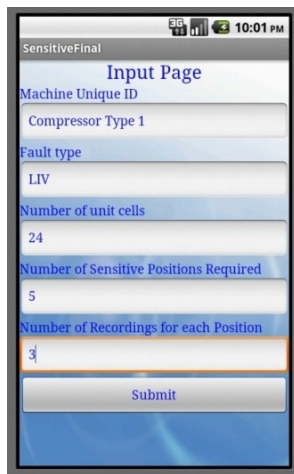 3G 10:01 PM
SensitiveFinal
Input Page
Machine Unique ID
Compressor Type 1
Fault type
LIV
Number of unit cells
24
Number of Sensitive Positions Required
5
Number of Recordings for each Position
3
Submit